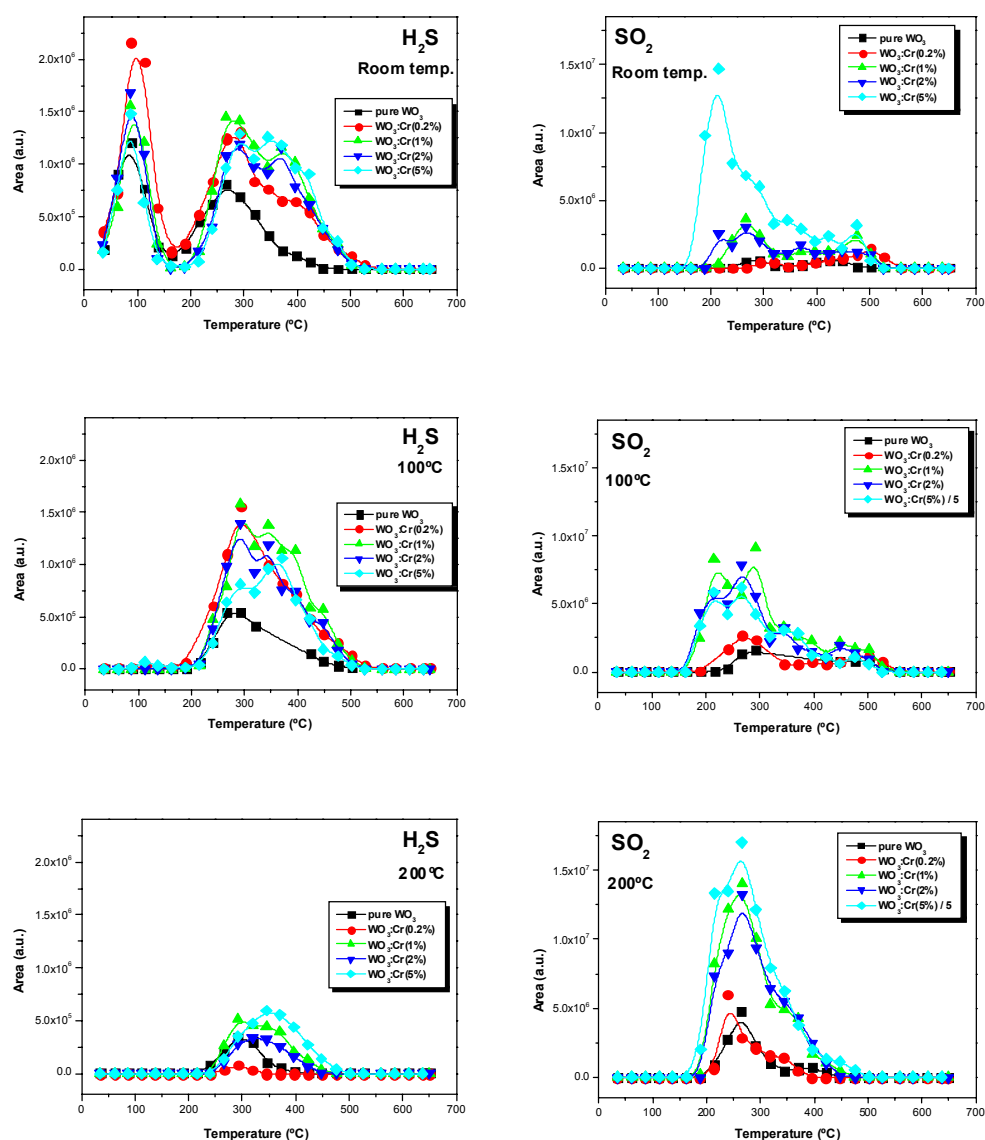 H2S
Room temp.
pure WO3
WO3:Cr(0.2%)
WO3:Cr(1%)
WO3:Cr(2%)
WO3:Cr(5%)
2.0x10^6
1.5x10^6
1.0x10^6
5.0x10^5
0.0
Area (a.u.)
0 100 200 300 400 500 600 700
Temperature (ºC)
SO2
Room temp.
pure WO3
WO3:Cr(0.2%)
WO3:Cr(1%)
WO3:Cr(2%)
WO3:Cr(5%)
1.5x10^7
1.0x10^7
5.0x10^6
0.0
Area (a.u.)
0 100 200 300 400 500 600 700
Temperature (ºC)
H2S
100ºC
pure WO3
WO3:Cr(0.2%)
WO3:Cr(1%)
WO3:Cr(2%)
WO3:Cr(5%)
2.0x10^6
1.5x10^6
1.0x10^6
5.0x10^5
0.0
Area (a.u.)
0 100 200 300 400 500 600 700
Temperature (ºC)
SO2
100ºC
pure WO3
WO3:Cr(0.2%)
WO3:Cr(1%)
WO3:Cr(2%)
WO3:Cr(5%) / 5
1.5x10^7
1.0x10^7
5.0x10^6
0.0
Area (a.u.)
0 100 200 300 400 500 600 700
Temperature (ºC)
H2S
200ºC
pure WO3
WO3:Cr(0.2%)
WO3:Cr(1%)
WO3:Cr(2%)
WO3:Cr(5%)
2.0x10^6
1.5x10^6
1.0x10^6
5.0x10^5
0.0
Area (a.u.)
0 100 200 300 400 500 600 700
Temperature (ºC)
SO2
200ºC
pure WO3
WO3:Cr(0.2%)
WO3:Cr(1%)
WO3:Cr(2%)
WO3:Cr(5%) / 5
1.5x10^7
1.0x10^7
5.0x10^6
0.0
Area (a.u.)
0 100 200 300 400 500 600 700
Temperature (ºC)